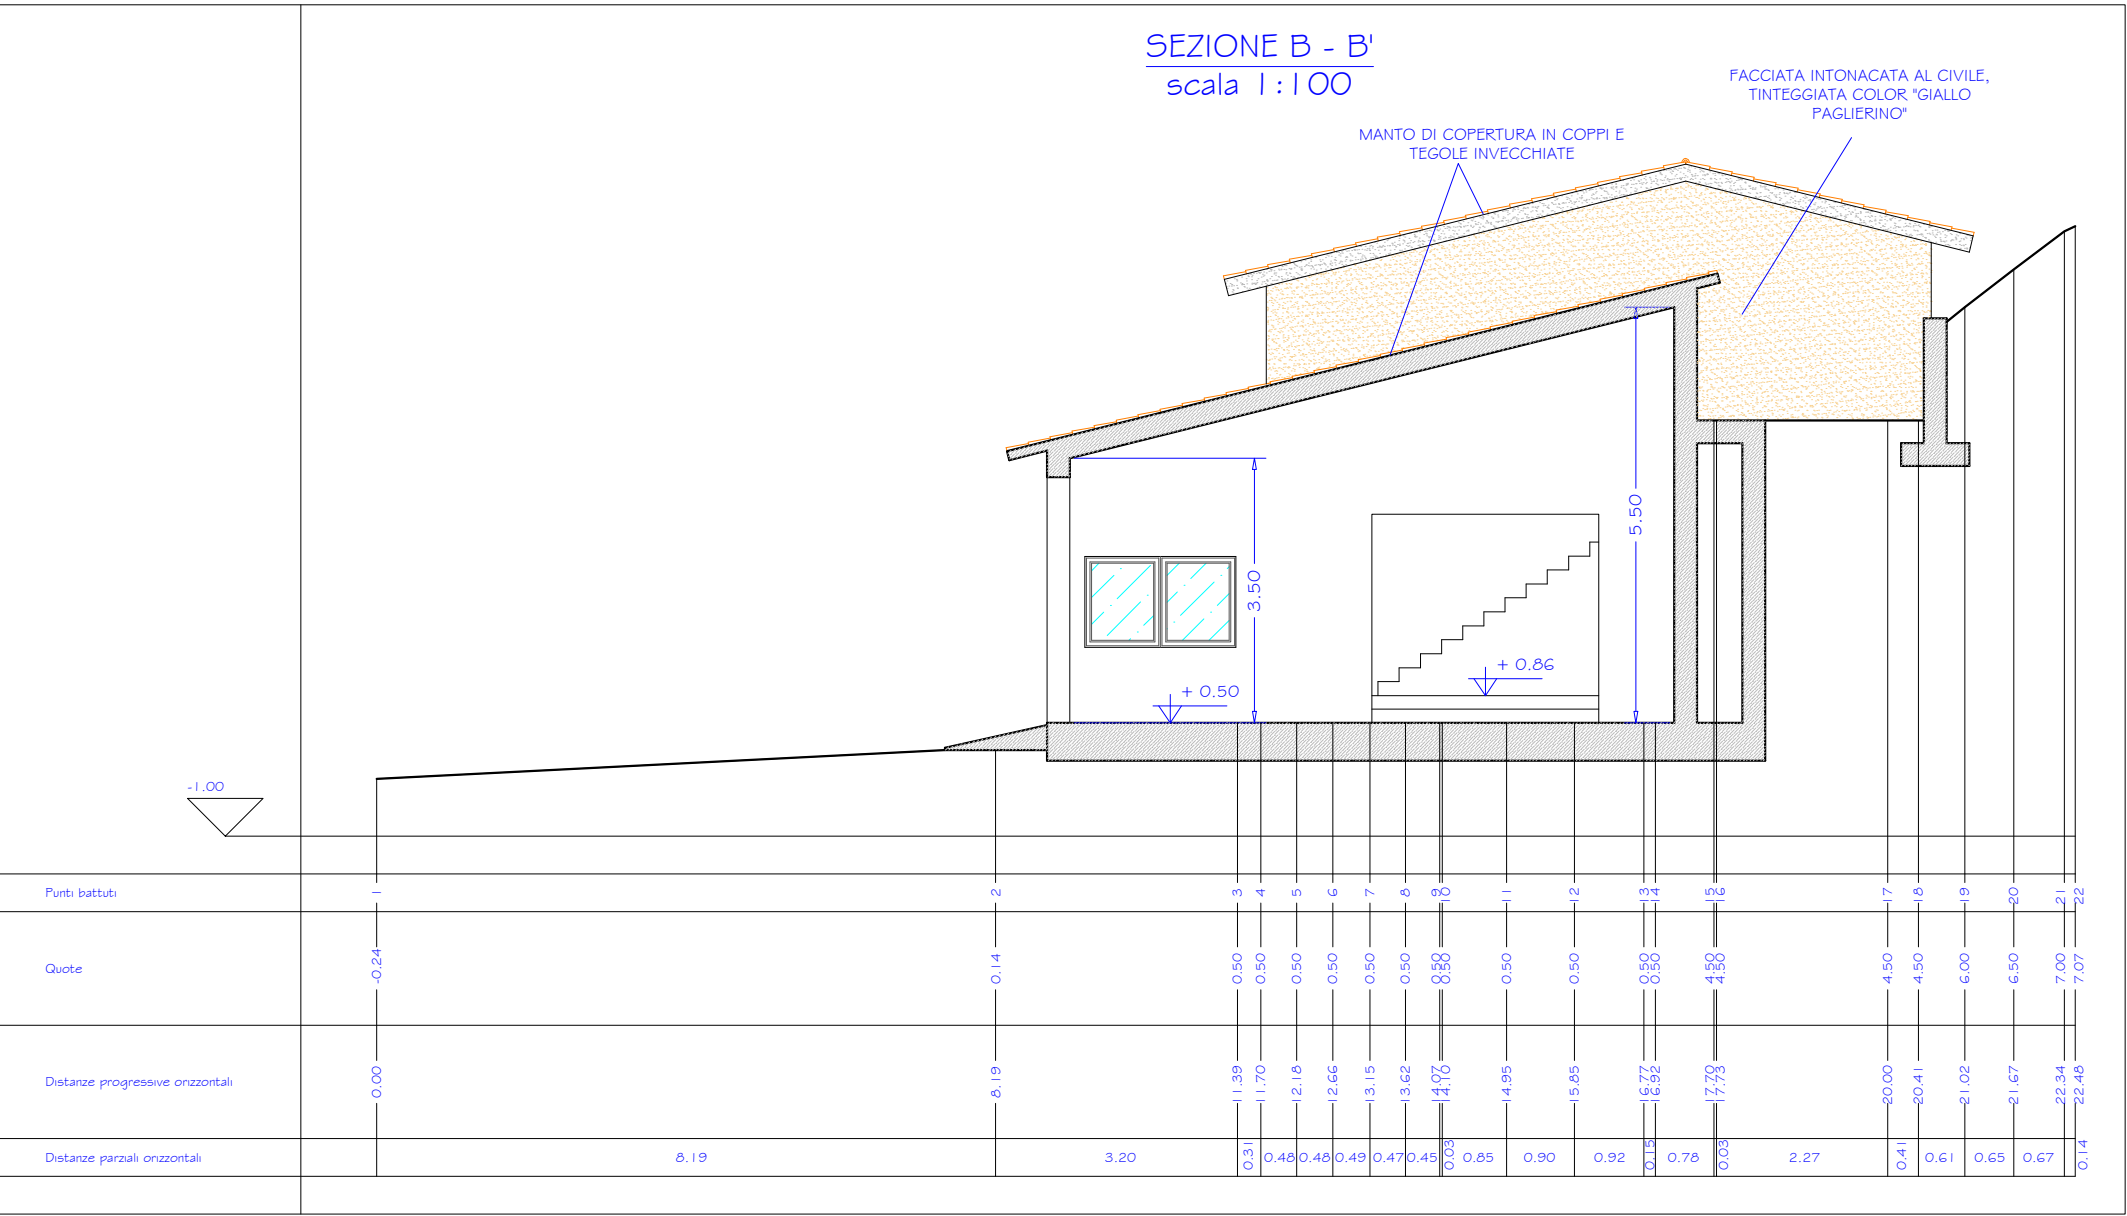 SEZIONE B - B'
scala 1:100
FACCIATA INTONACATA AL CIVILE,
TINTEGGIATA COLOR "GIALLO
PAGLIERINO"
MANTO DI COPERTURA IN COPPI E
TEGOLE INVECCHIATE
5.50
3.50
+ 0.86
+ 0.50
-1.00
Punti battuti 1 2 3 4 5 6 7 8 9 10 11 12 13 14 15 16 17 18 19 20 21 22
Quote -0.24 0.14 0.50 0.50 0.50 0.50 0.50 0.50 0.50 0.50 0.50 0.50 0.50 0.50 4.50 4.50 4.50 4.50 6.00 6.50 7.00 7.07
Distanze progressive orizzontali 0.00 8.19 11.39 11.70 12.18 12.66 13.15 13.62 14.07 14.10 14.95 15.85 16.77 16.92 17.70 17.73 20.00 20.41 21.02 21.67 22.34 22.48
Distanze parziali orizzontali 8.19 3.20 0.31 0.48 0.48 0.49 0.47 0.45 0.03 0.85 0.90 0.92 0.15 0.78 0.03 2.27 0.41 0.61 0.65 0.67 0.14